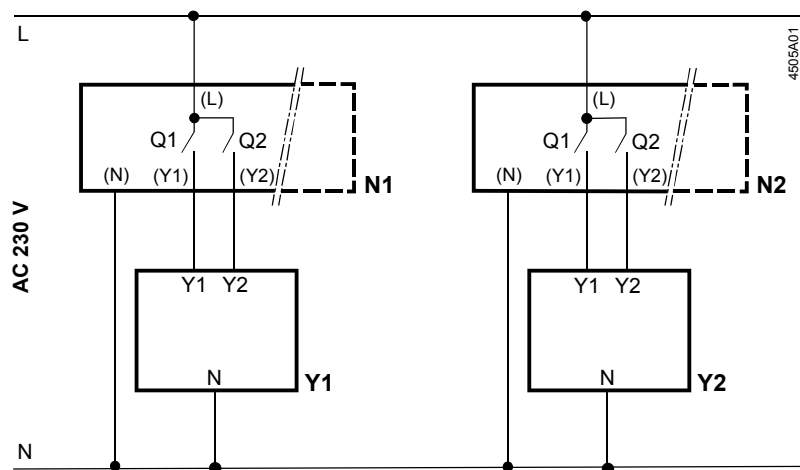 L
4505A01
(L)
(L)
Q1 Q2
Q1 Q2
(N) (Y1) (Y2) N1
(N) (Y1) (Y2) N2
AC 230 V
Y1 Y2
Y1 Y2
N Y1
N Y2
N